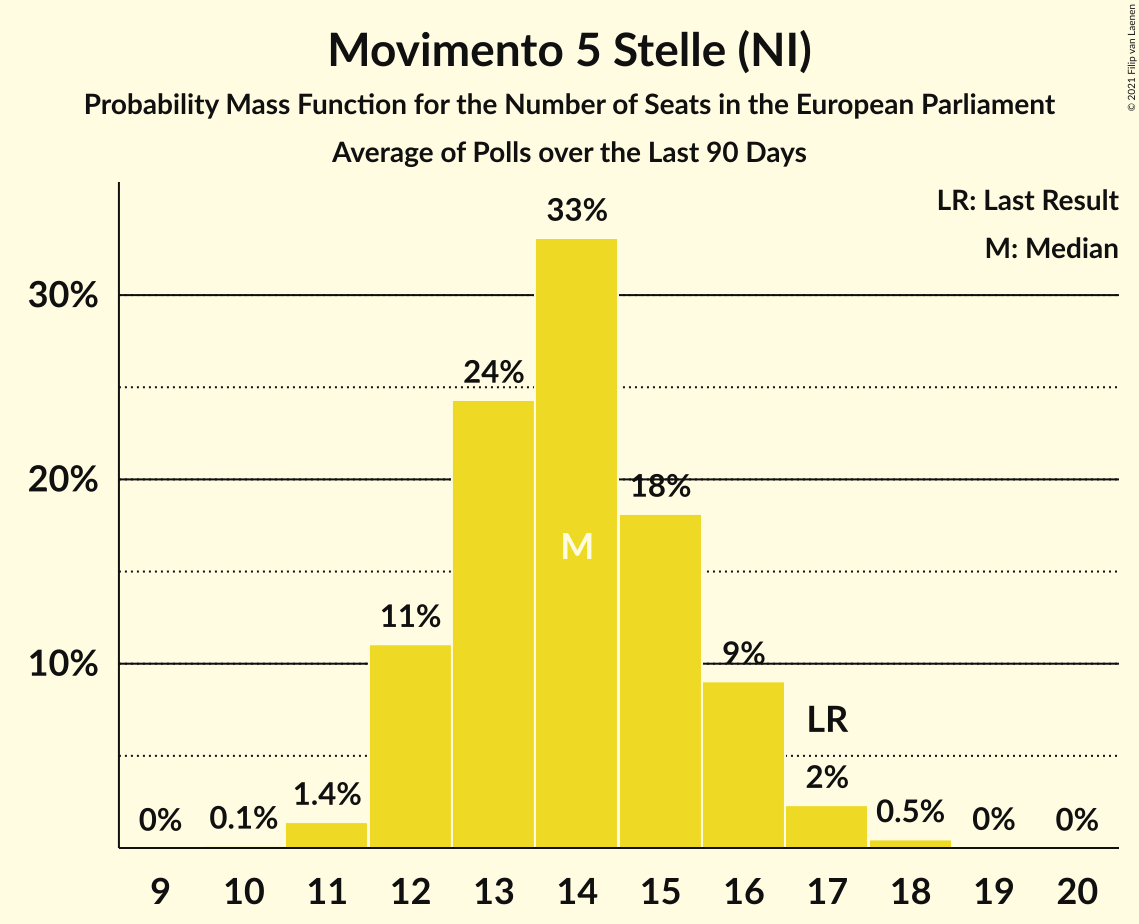 Movimento 5 Stelle (NI)
Probability Mass Function for the Number of Seats in the European Parliament
Average of Polls over the Last 90 Days
© 2021 Filip van Laenen
LR: Last Result
M: Median
33%
30%
24%
20%
18%
M
11%
10%
9%
LR
2%
1.4%
0.5%
0%
0.1%
0%
0%
9 10 11 12 13 14 15 16 17 18 19 20